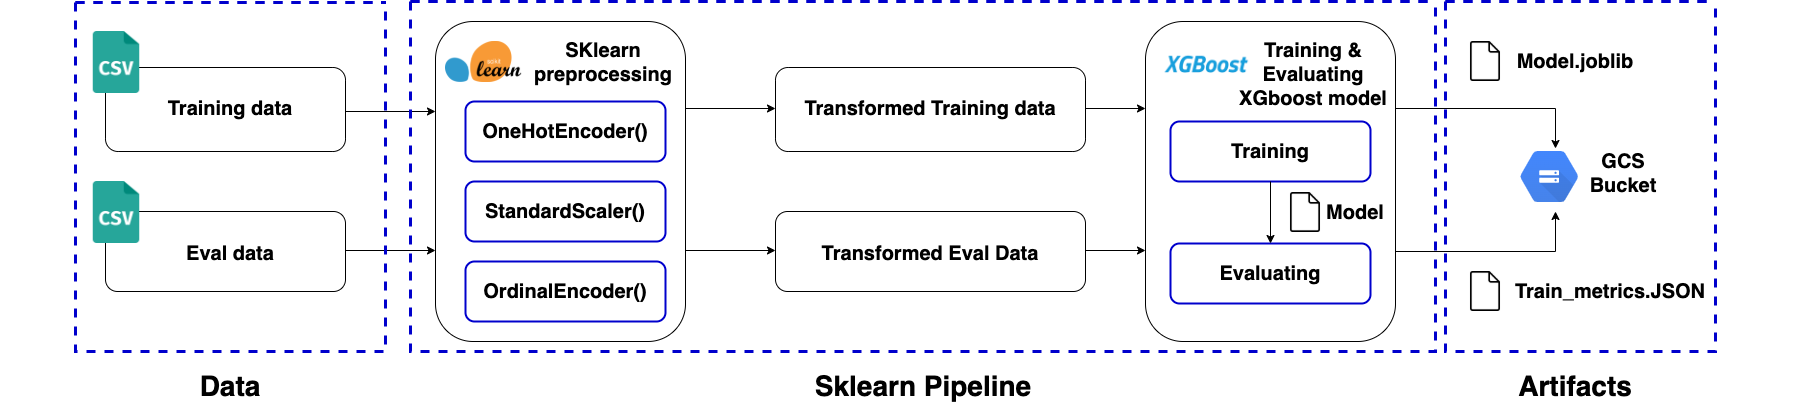 CSV
Training data
CSV
Eval data
Data
scikit
learn
SKlearn
preprocessing
OneHotEncoder()
StandardScaler()
OrdinalEncoder()
Transformed Training data
Transformed Eval Data
XGBoost
Training &
Evaluating
XGboost model
Training
Model
Evaluating
Sklearn Pipeline
Model.joblib
GCS
Bucket
Train_metrics.JSON
Artifacts